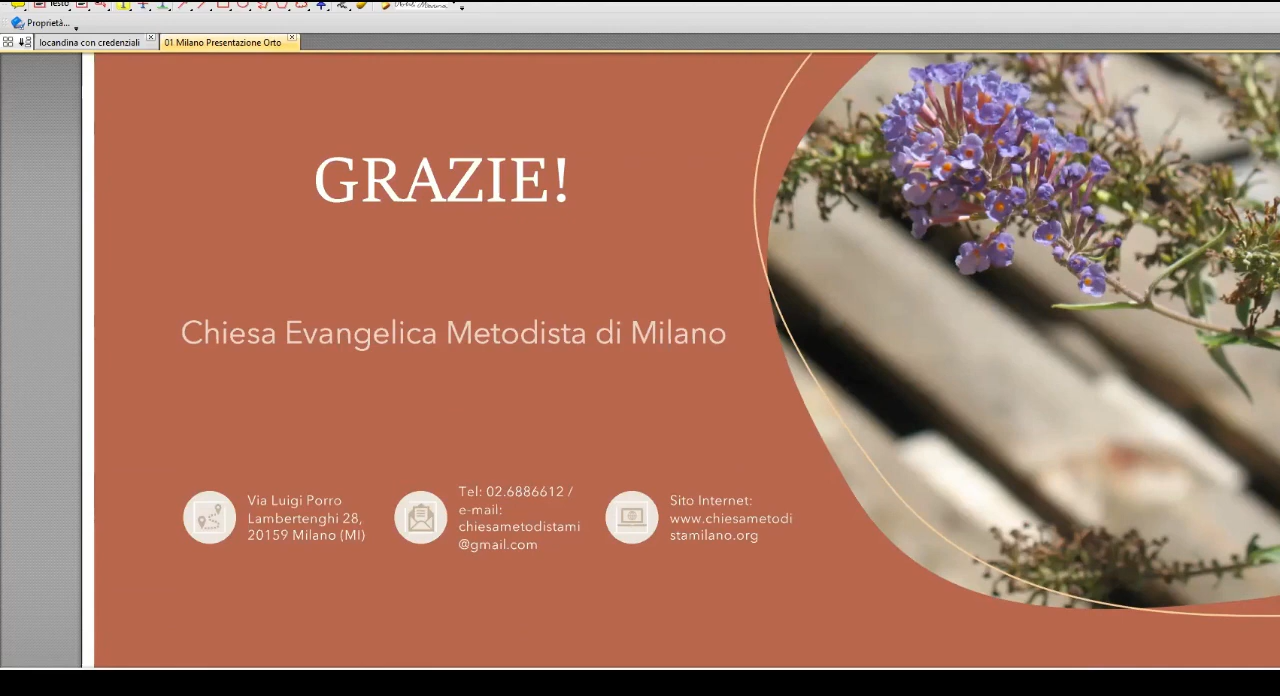 Testo
Proprietà...
locandina con credenziali
01 Milano Presentazione Orto
GRAZIE!
Chiesa Evangelica Metodista di Milano
Via Luigi Porro
Lambertenghi 28,
20159 Milano (MI)
Tel: 02.6886612 /
e-mail:
chiesametodistami
@gmail.com
Sito Internet:
www.chiesametodi
stamilano.org